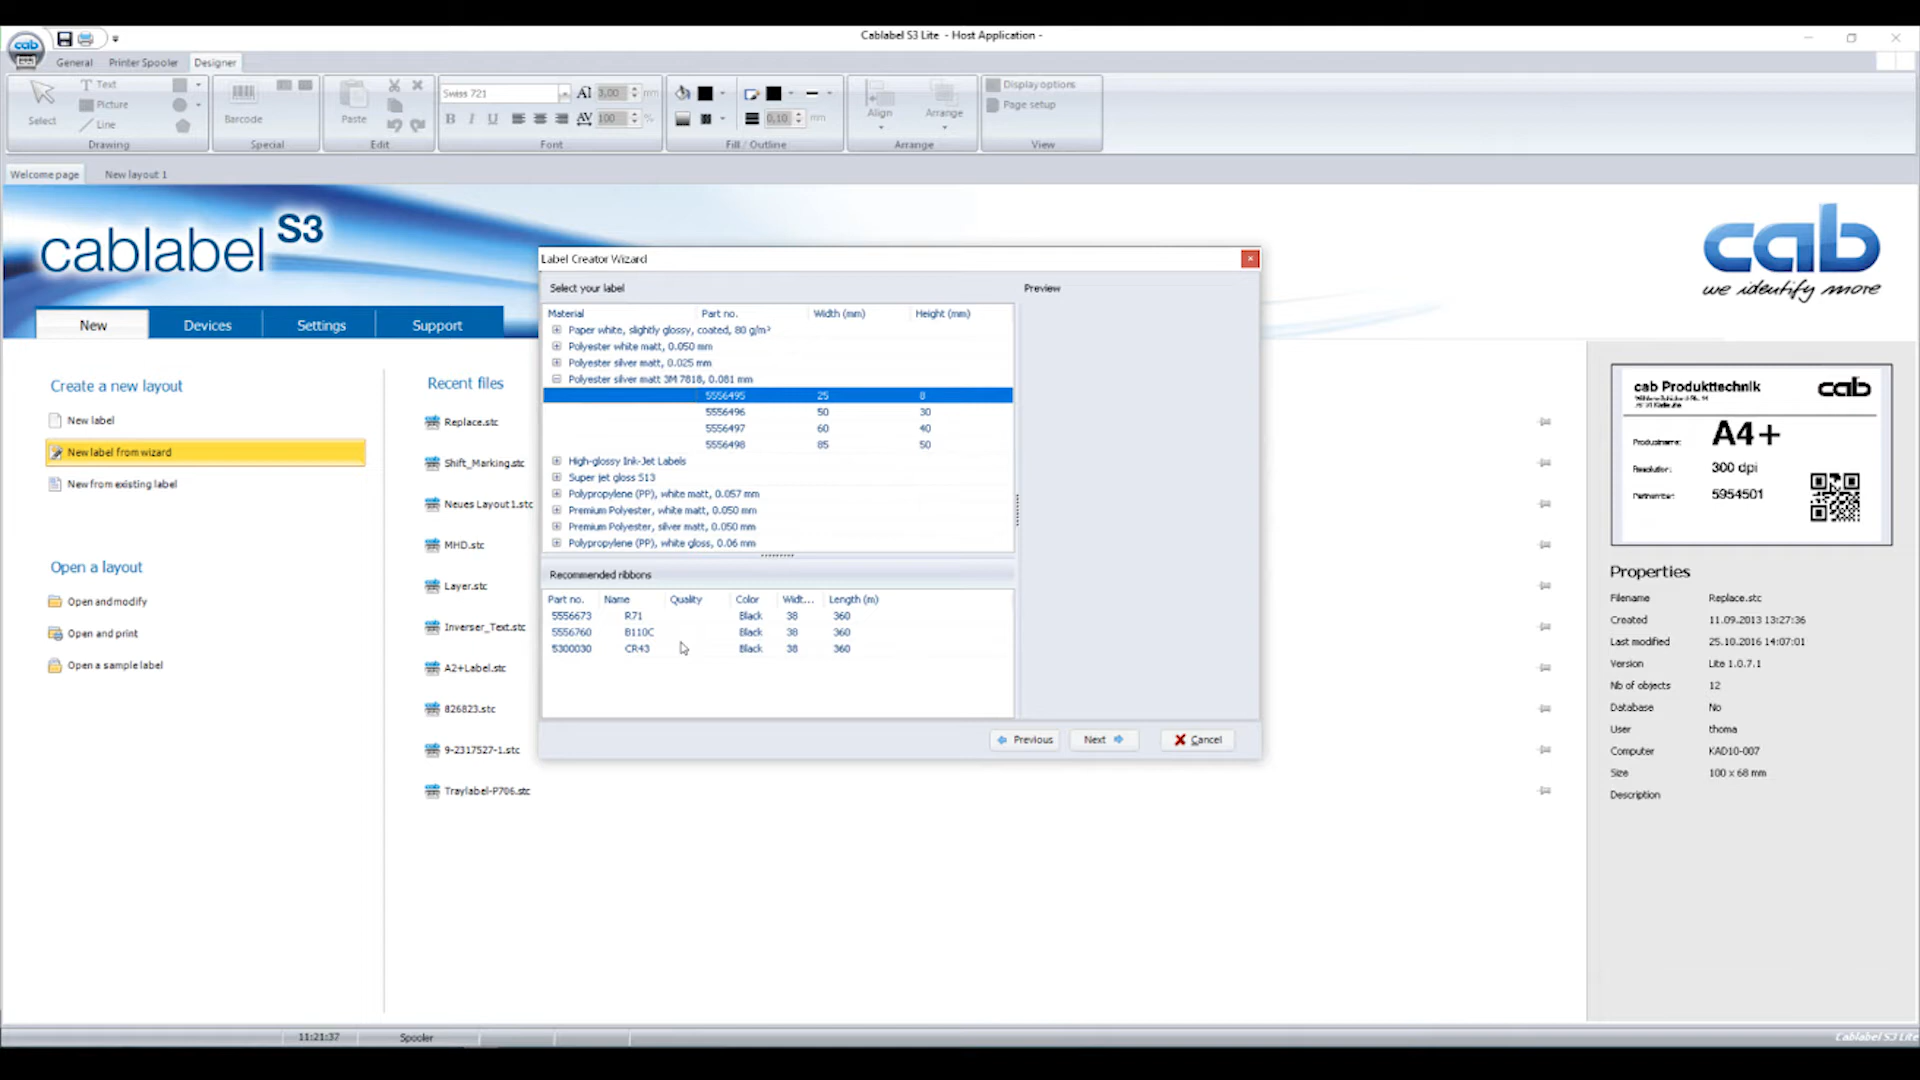 Cablabel S3 Lite - Host Application -
cab
General Printer Spooler Designer
Select
Text
Picture
Line
Drawing
Barcode
Special
Paste
Edit
Swiss 721
3,00 mm
B I U
100 %
Font
0,10 mm
Fill / Outline
Align
Arrange
Arrange
Display options
Page setup
View
Welcome page New layout 1
cablabel S3
cab
we identify more
New Devices Settings Support
Create a new layout
New label
New label from wizard
New from existing label
Open a layout
Open and modify
Open and print
Open a sample label
Recent files
Replace.stc
Shift_Marking.stc
Neues Layout1.stc
MHD.stc
Layer.stc
Inverser_Text.stc
A2+Label.stc
826823.stc
9-2317527-1.stc
Traylabel-P706.stc
Label Creator Wizard
Select your label
Preview
Material Part no. Width (mm) Height (mm)
Paper white, slightly glossy, coated, 80 g/m²
Polyester white matt, 0.050 mm
Polyester silver matt, 0.025 mm
Polyester silver matt 3M 7818, 0.081 mm
5556495 25 8
5556496 50 30
5556497 60 40
5556498 85 50
High-glossy Ink-Jet Labels
Super jet gloss 513
Polypropylene (PP), white matt, 0.057 mm
Premium Polyester, white matt, 0.050 mm
Premium Polyester, silver matt, 0.050 mm
Polypropylene (PP), white gloss, 0.06 mm
Recommended ribbons
Part no. Name Quality Color Widt... Length (m)
5556673 R71 Black 38 360
5556760 B110C Black 38 360
5300030 CR43 Black 38 360
Previous Next Cancel
cab Produkttechnik
cab
Produktname: A4+
Resolution: 300 dpi
Partnumber: 5954501
Properties
Filename Replace.stc
Created 11.09.2013 13:27:36
Last modified 25.10.2016 14:07:01
Version Lite 1.0.7.1
Nb of objects 12
Database No
User thoma
Computer KAD10-007
Size 100 x 68 mm
Description
11:21:37 Spooler
Cablabel S3 Lite